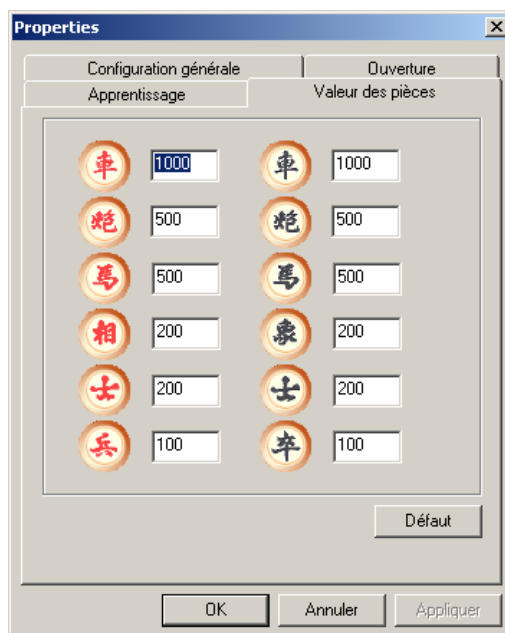 Properties
Configuration générale Ouverture
Apprentissage Valeur des pièces
車 1000 車 1000
炮 500 炮 500
馬 500 馬 500
相 200 象 200
士 200 士 200
兵 100 卒 100
Défaut
OK Annuler Appliquer